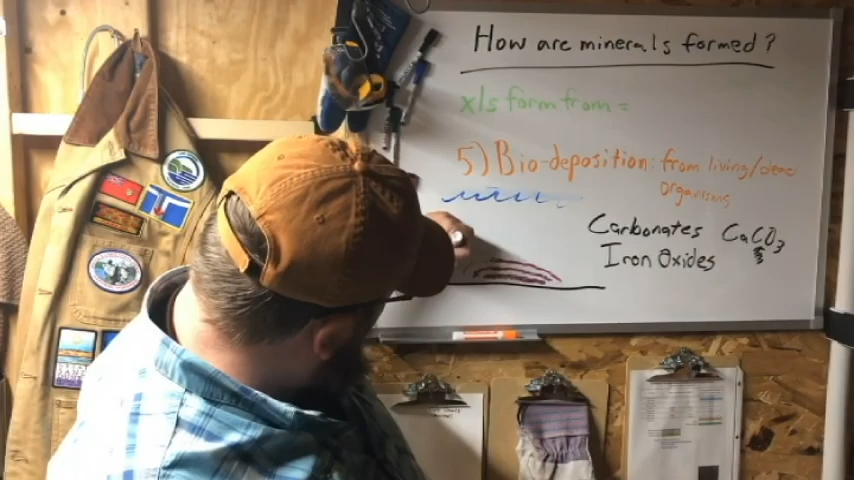 How are minerals formed?
xls form from =
5) Bio-deposition: from living/dead
organisms
Carbonates CaCO3
Iron Oxides